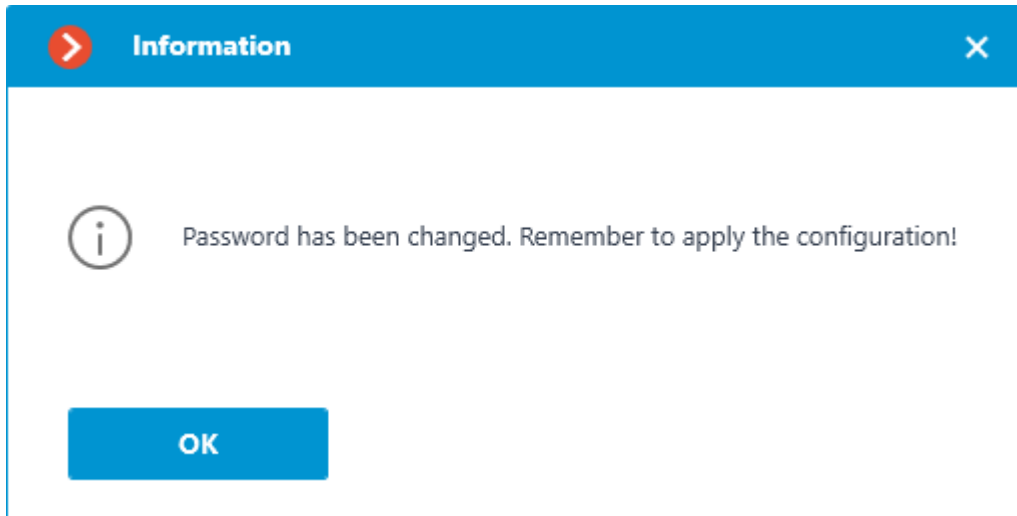 Information
Password has been changed. Remember to apply the configuration!
OK